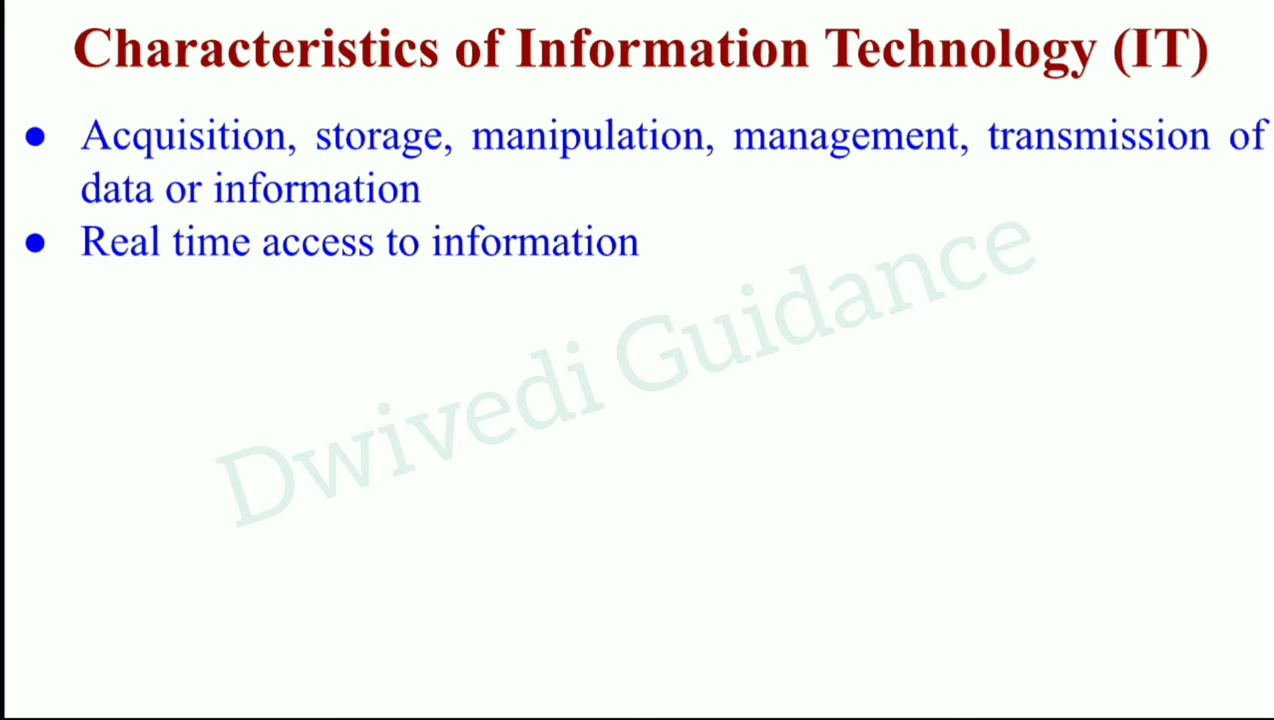 Characteristics of Information Technology (IT)
● Acquisition, storage, manipulation, management, transmission of
data or information
● Real time access to information
Dwivedi Guidance